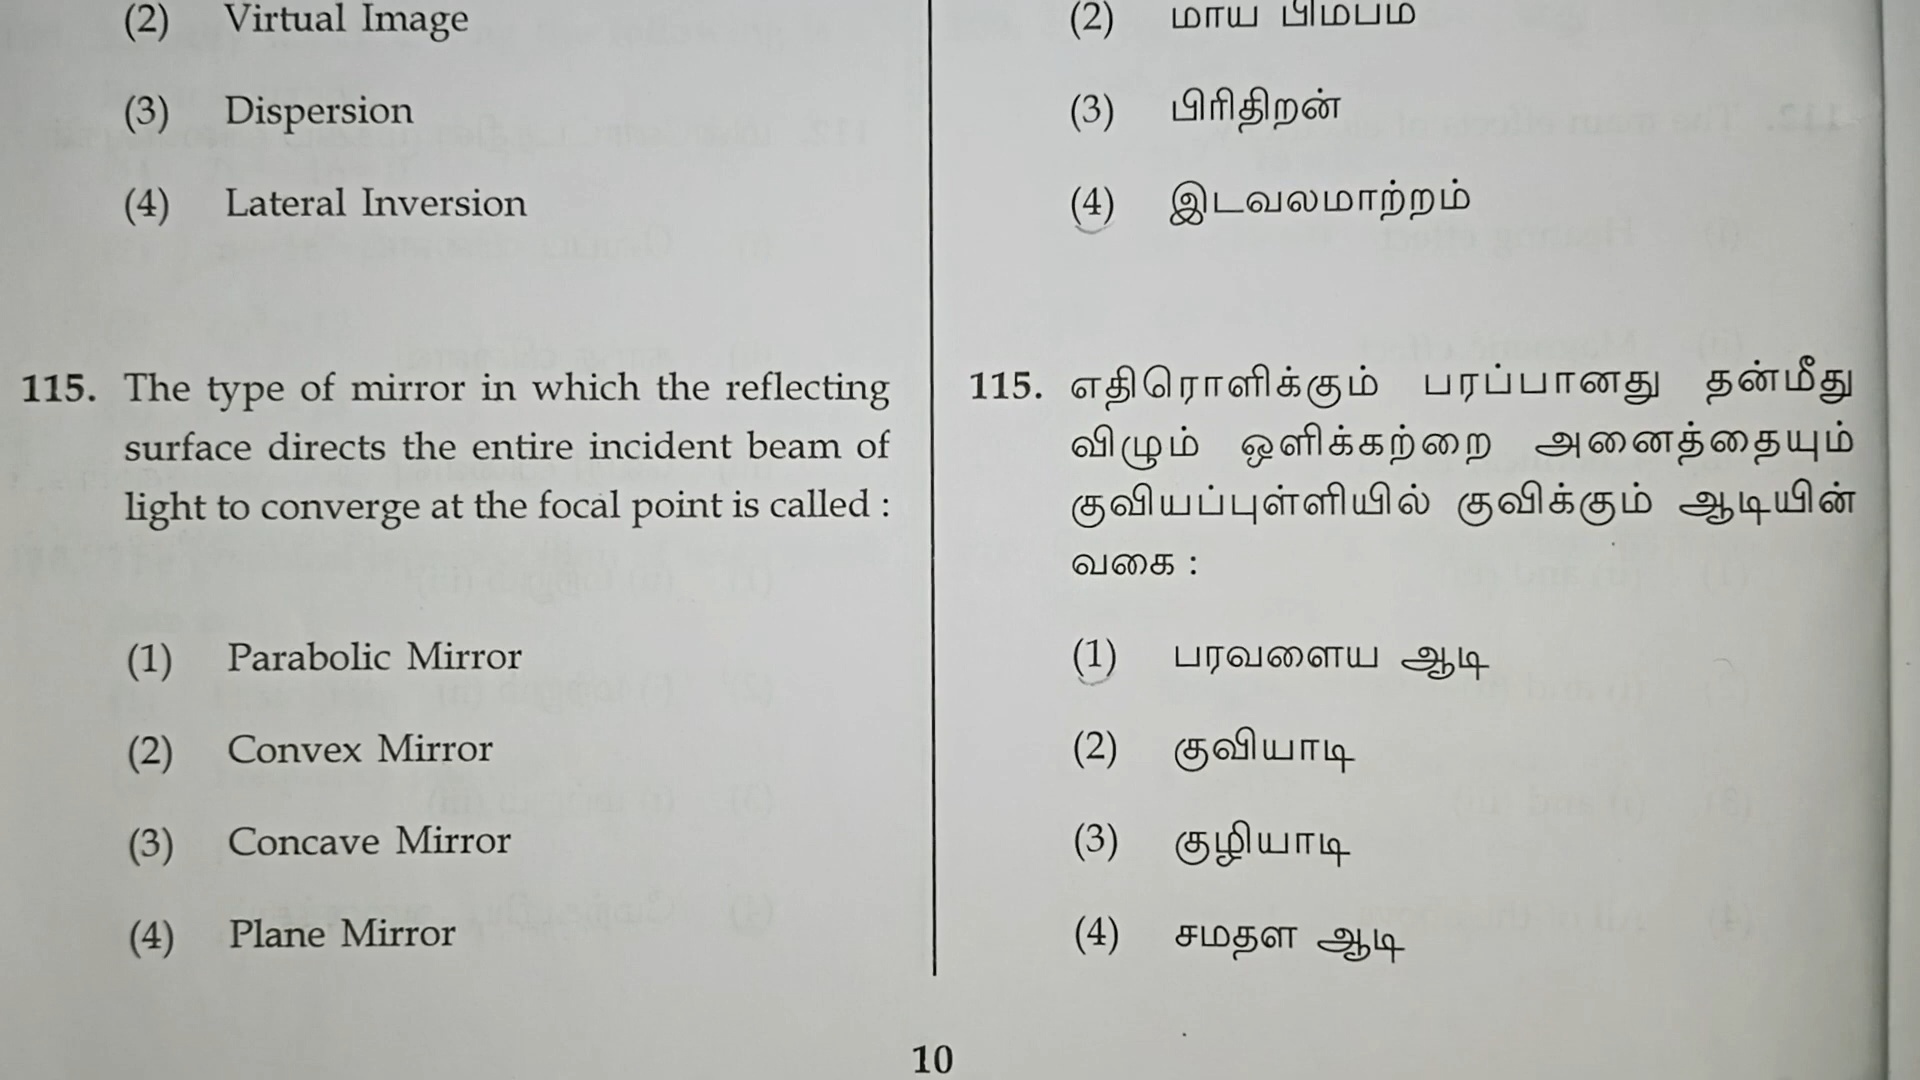 (2) Virtual Image
(3) Dispersion
(4) Lateral Inversion
115. The type of mirror in which the reflecting
surface directs the entire incident beam of
light to converge at the focal point is called :
(1) Parabolic Mirror
(2) Convex Mirror
(3) Concave Mirror
(4) Plane Mirror
(2) மாய பிம்பம்
(3) பிரிதிறன்
(4) இடவலமாற்றம்
115. எதிரொளிக்கும் பரப்பானது தன்மீது
விழும் ஒளிக்கற்றை அனைத்தையும்
குவியப்புள்ளியில் குவிக்கும் ஆடியின்
வகை :
(1) பரவளைய ஆடி
(2) குவியாடி
(3) குழியாடி
(4) சமதள ஆடி
10